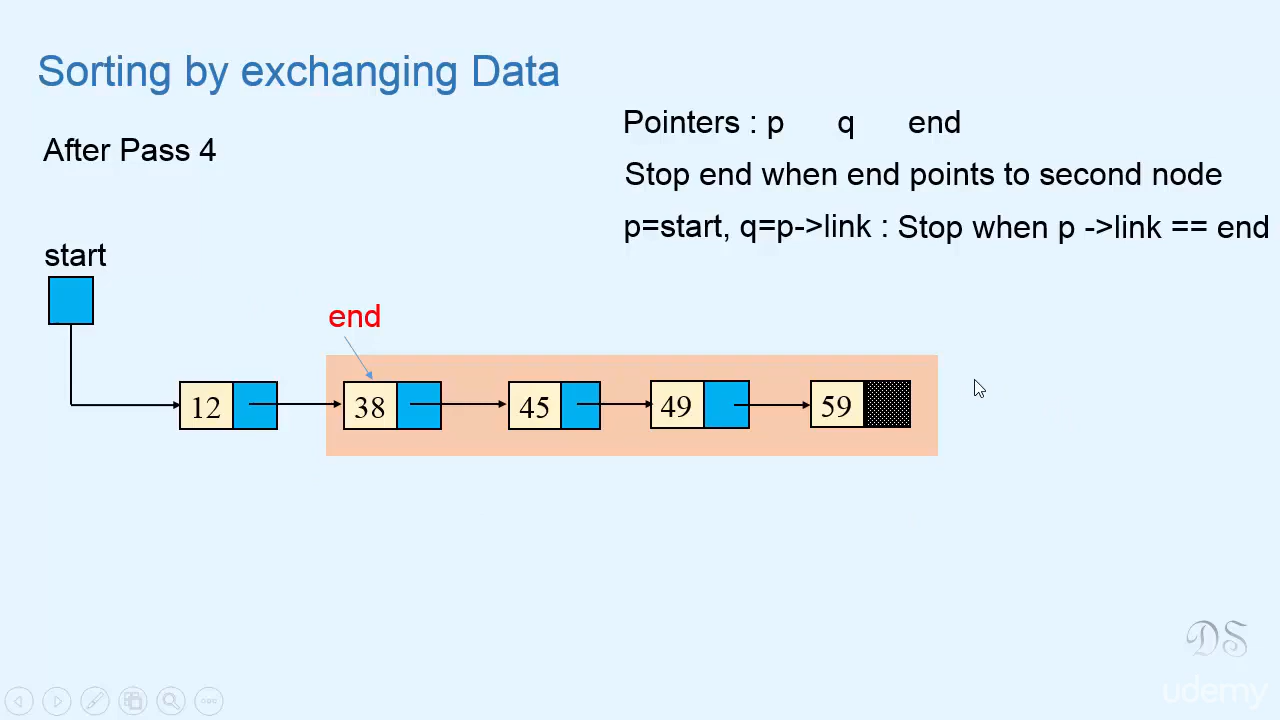 Sorting by exchanging Data
Pointers : p q end
After Pass 4
Stop end when end points to second node
p=start, q=p->link : Stop when p ->link == end
start
end
12 38 45 49 59
DS
udemy